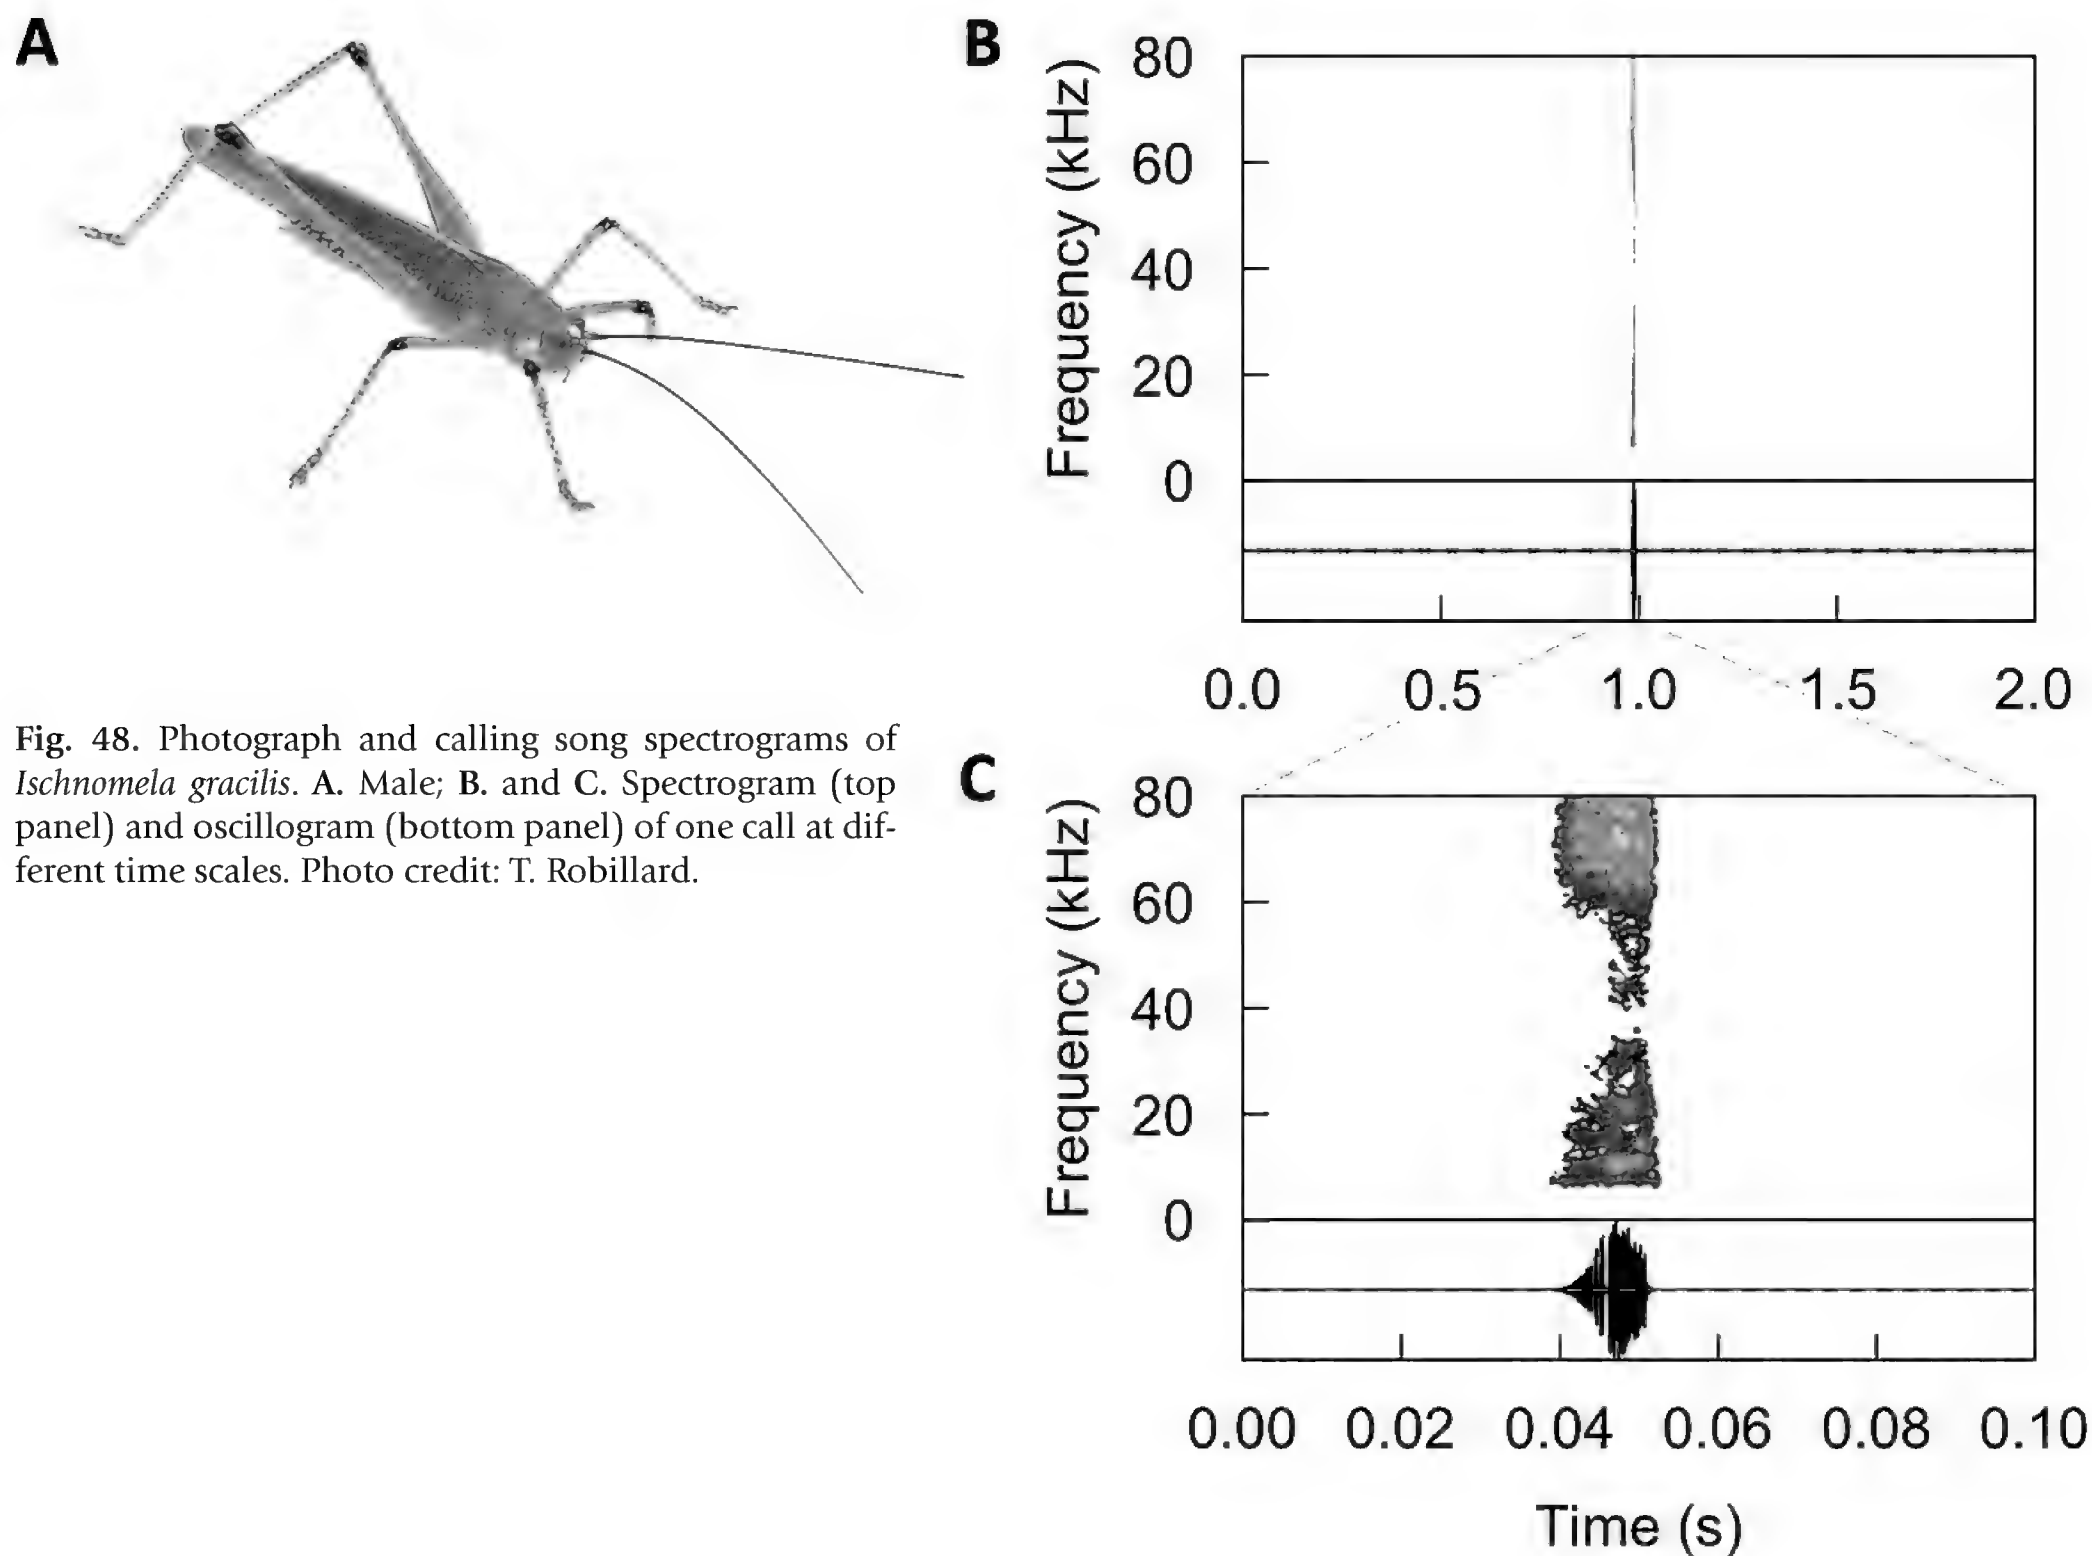 A
B
80
60
40
20
0
Frequency (kHz)
0.0 0.5 1.0 1.5 2.0
Fig. 48. Photograph and calling song spectrograms of
Ischnomela gracilis. A. Male; B. and C. Spectrogram (top
panel) and oscillogram (bottom panel) of one call at dif-
ferent time scales. Photo credit: T. Robillard.
C
80
60
40
20
0
Frequency (kHz)
0.00 0.02 0.04 0.06 0.08 0.10
Time (s)